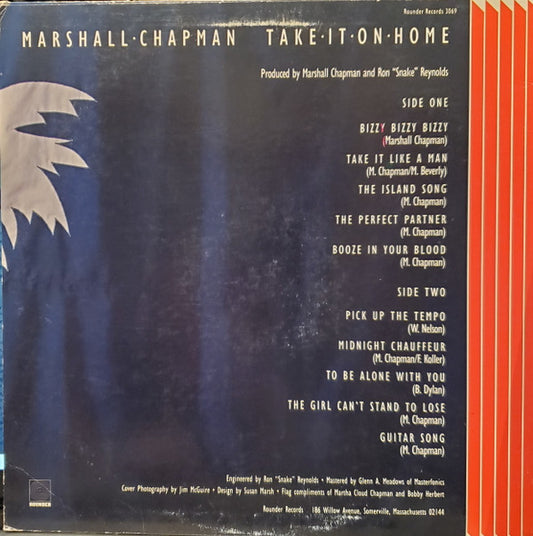 Rounder Records 3069
MARSHALL·CHAPMAN TAKE·IT·ON·HOME
Produced by Marshall Chapman and Ron "Snake" Reynolds
SIDE ONE
BIZZY BIZZY BIZZY
(Marshall Chapman)
TAKE IT LIKE A MAN
(M. Chapman/M. Beverly)
THE ISLAND SONG
(M. Chapman)
THE PERFECT PARTNER
(M. Chapman)
BOOZE IN YOUR BLOOD
(M. Chapman)
SIDE TWO
PICK UP THE TEMPO
(W. Nelson)
MIDNIGHT CHAUFFEUR
(M. Chapman/F. Koller)
TO BE ALONE WITH YOU
(B. Dylan)
THE GIRL CAN'T STAND TO LOSE
(M. Chapman)
GUITAR SONG
(M. Chapman)
Engineered by Ron "Snake" Reynolds • Mastered by Glenn A. Meadows of Masterfonics
Cover Photography by Jim McGuire • Design by Susan Marsh • Flag compliments of Martha Cloud Chapman and Bobby Herbert
Rounder Records 186 Willow Avenue, Somerville, Massachusetts 02144
ROUNDER